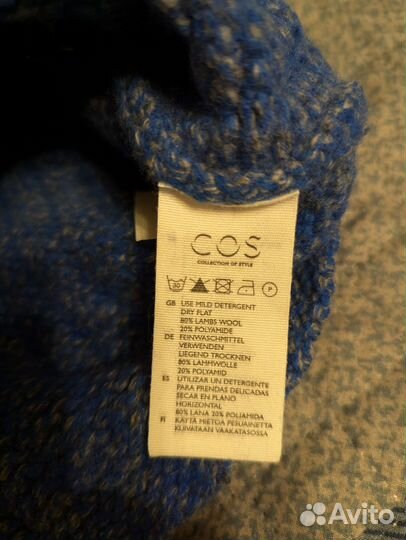 COS
COLLECTION OF STYLE
30 P
GB USE MILD DETERGENT
DRY FLAT
80% LAMBS WOOL
20% POLYAMIDE
DE FEINWASCHMITTEL
VERWENDEN
LIEGEND TROCKNEN
80% LAMMWOLLE
20% POLYAMID
ES UTILIZAR UN DETERGENTE
PARA PRENDAS DELICADAS
SECAR EN PLANO
HORIZONTAL
80% LANA 20% POLIAMIDA
FI KÄYTÄ MIETOA PESUAINETTA
KUIVATAAN VAAKATASOSSA
Avito